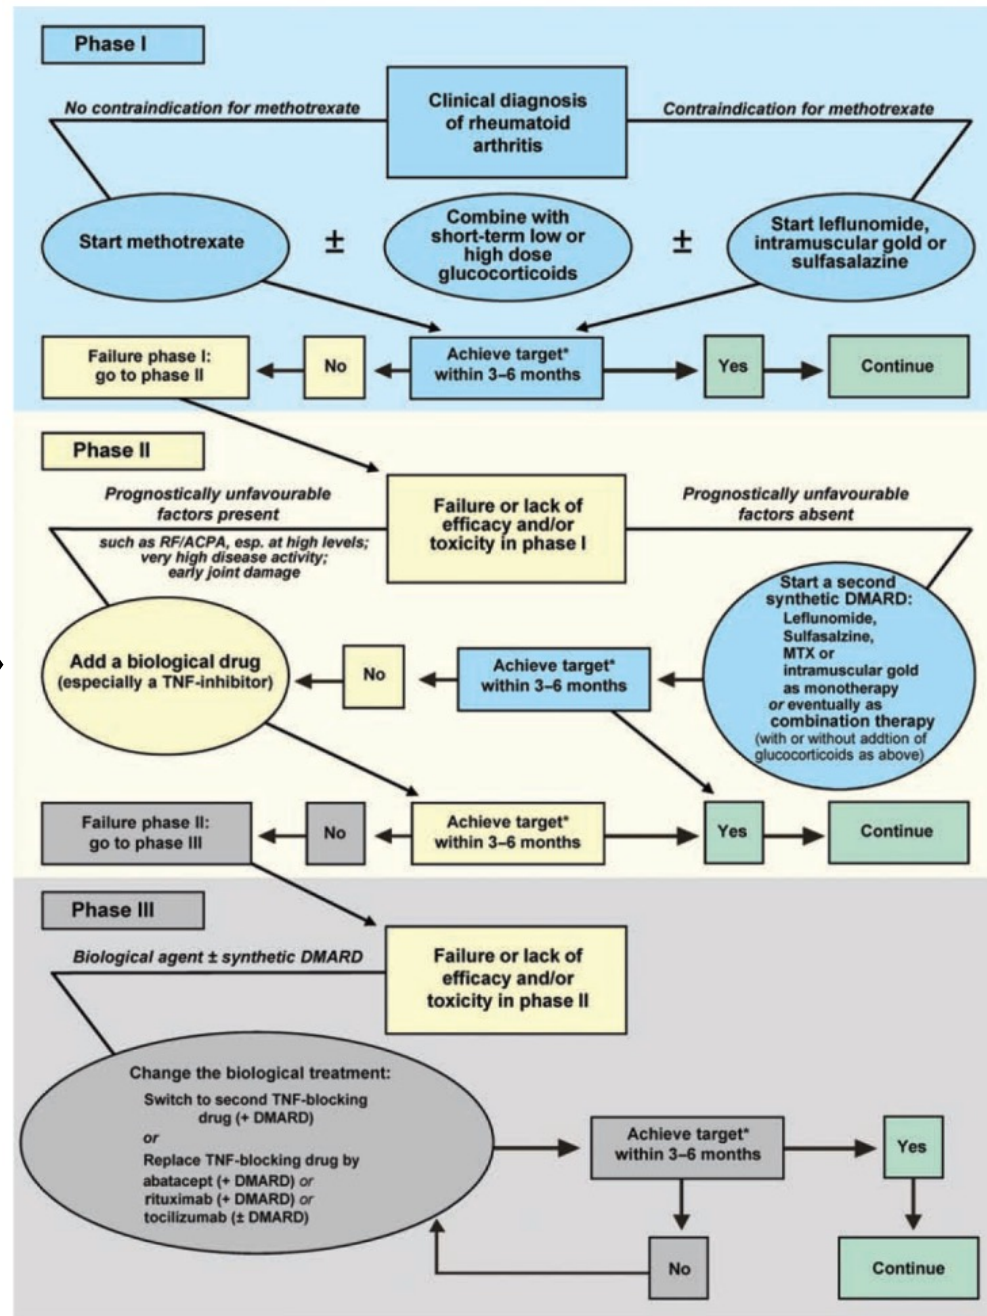 Phase I
No contraindication for methotrexate
Clinical diagnosis
of rheumatoid
arthritis
Contraindication for methotrexate
Start methotrexate
±
Combine with
short-term low or
high dose
glucocorticoids
±
Start leflunomide,
intramuscular gold or
sulfasalazine
Failure phase I:
go to phase II
No
Achieve target*
within 3–6 months
Yes
Continue
Phase II
Prognostically unfavourable
factors present
such as RF/ACPA, esp. at high levels;
very high disease activity;
early joint damage
Failure or lack of
efficacy and/or
toxicity in phase I
Prognostically unfavourable
factors absent
Add a biological drug
(especially a TNF-inhibitor)
No
Achieve target*
within 3–6 months
Start a second
synthetic DMARD:
Leflunomide,
Sulfasalzine,
MTX or
intramuscular gold
as monotherapy
or eventually as
combination therapy
(with or without addtion of
glucocorticoids as above)
Failure phase II:
go to phase III
No
Achieve target*
within 3–6 months
Yes
Continue
Phase III
Biological agent ± synthetic DMARD
Failure or lack of
efficacy and/or
toxicity in phase II
Change the biological treatment:
Switch to second TNF-blocking
drug (+ DMARD)
or
Replace TNF-blocking drug by
abatacept (+ DMARD) or
rituximab (+ DMARD) or
tocilizumab (± DMARD)
Achieve target*
within 3–6 months
Yes
No
Continue